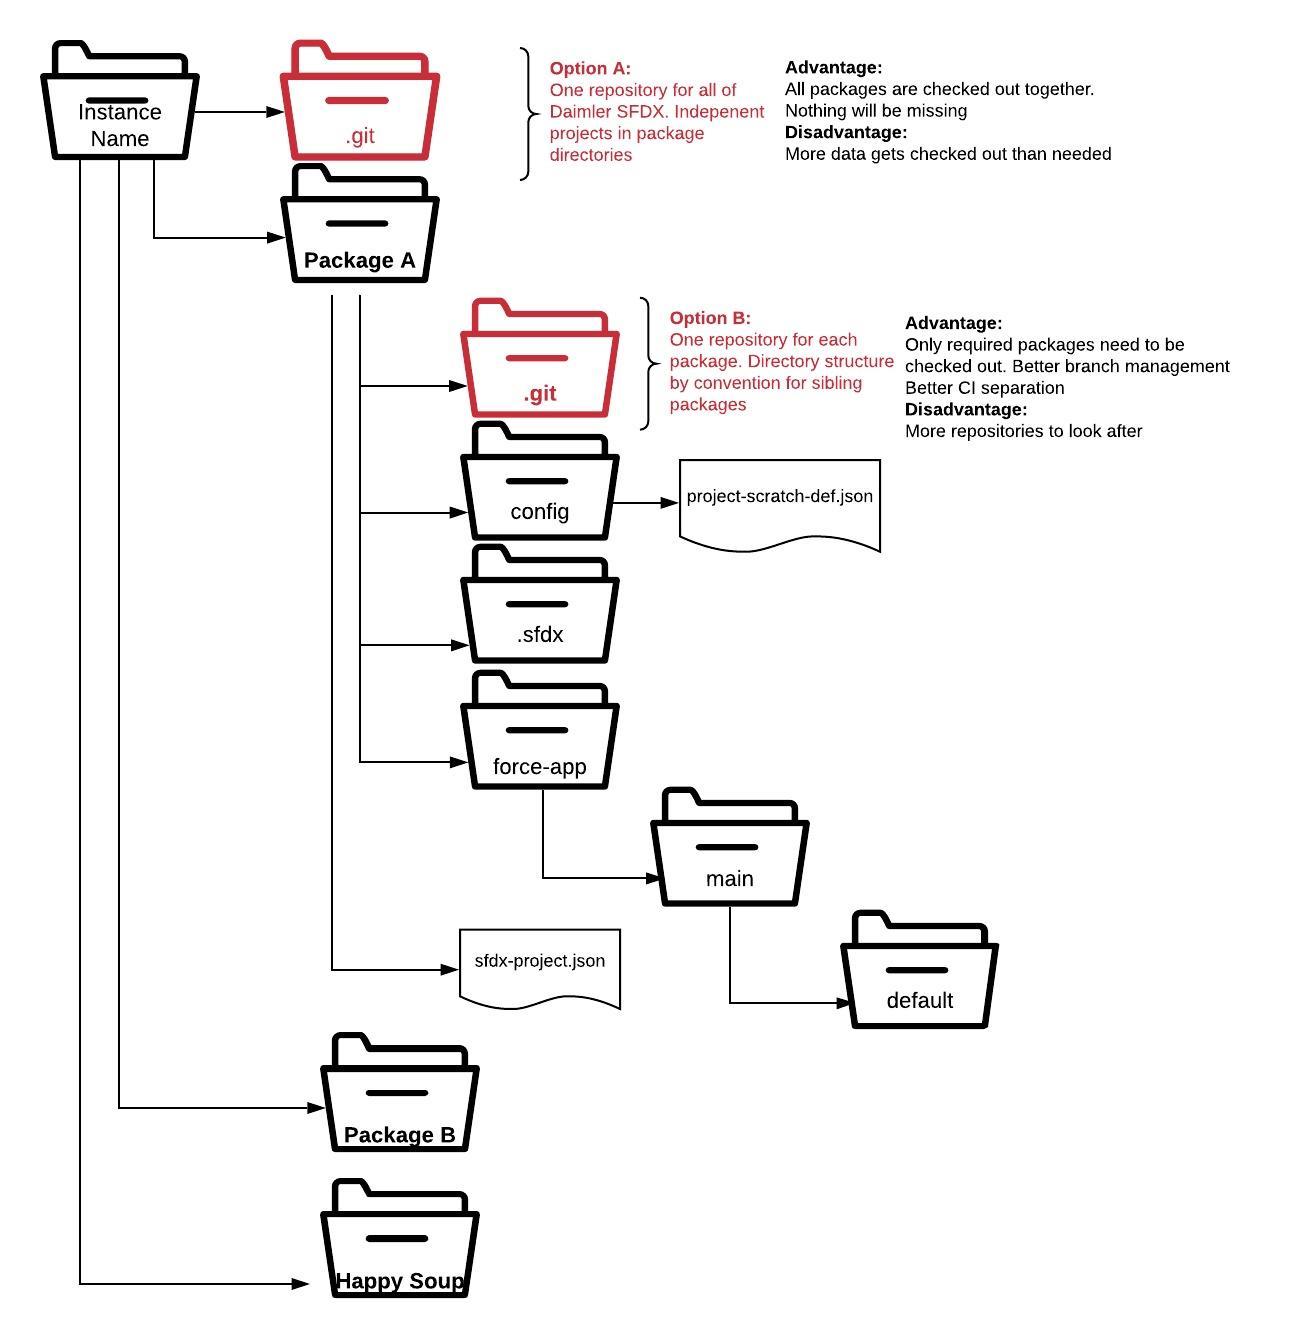 Instance
Name
.git
Option A:
One repository for all of
Daimler SFDX. Indepenent
projects in package
directories
Advantage:
All packages are checked out together.
Nothing will be missing
Disadvantage:
More data gets checked out than needed
Package A
.git
Option B:
One repository for each
package. Directory structure
by convention for sibling
packages
Advantage:
Only required packages need to be
checked out. Better branch management
Better CI separation
Disadvantage:
More repositories to look after
config
project-scratch-def.json
.sfdx
force-app
main
sfdx-project.json
default
Package B
Happy Soup